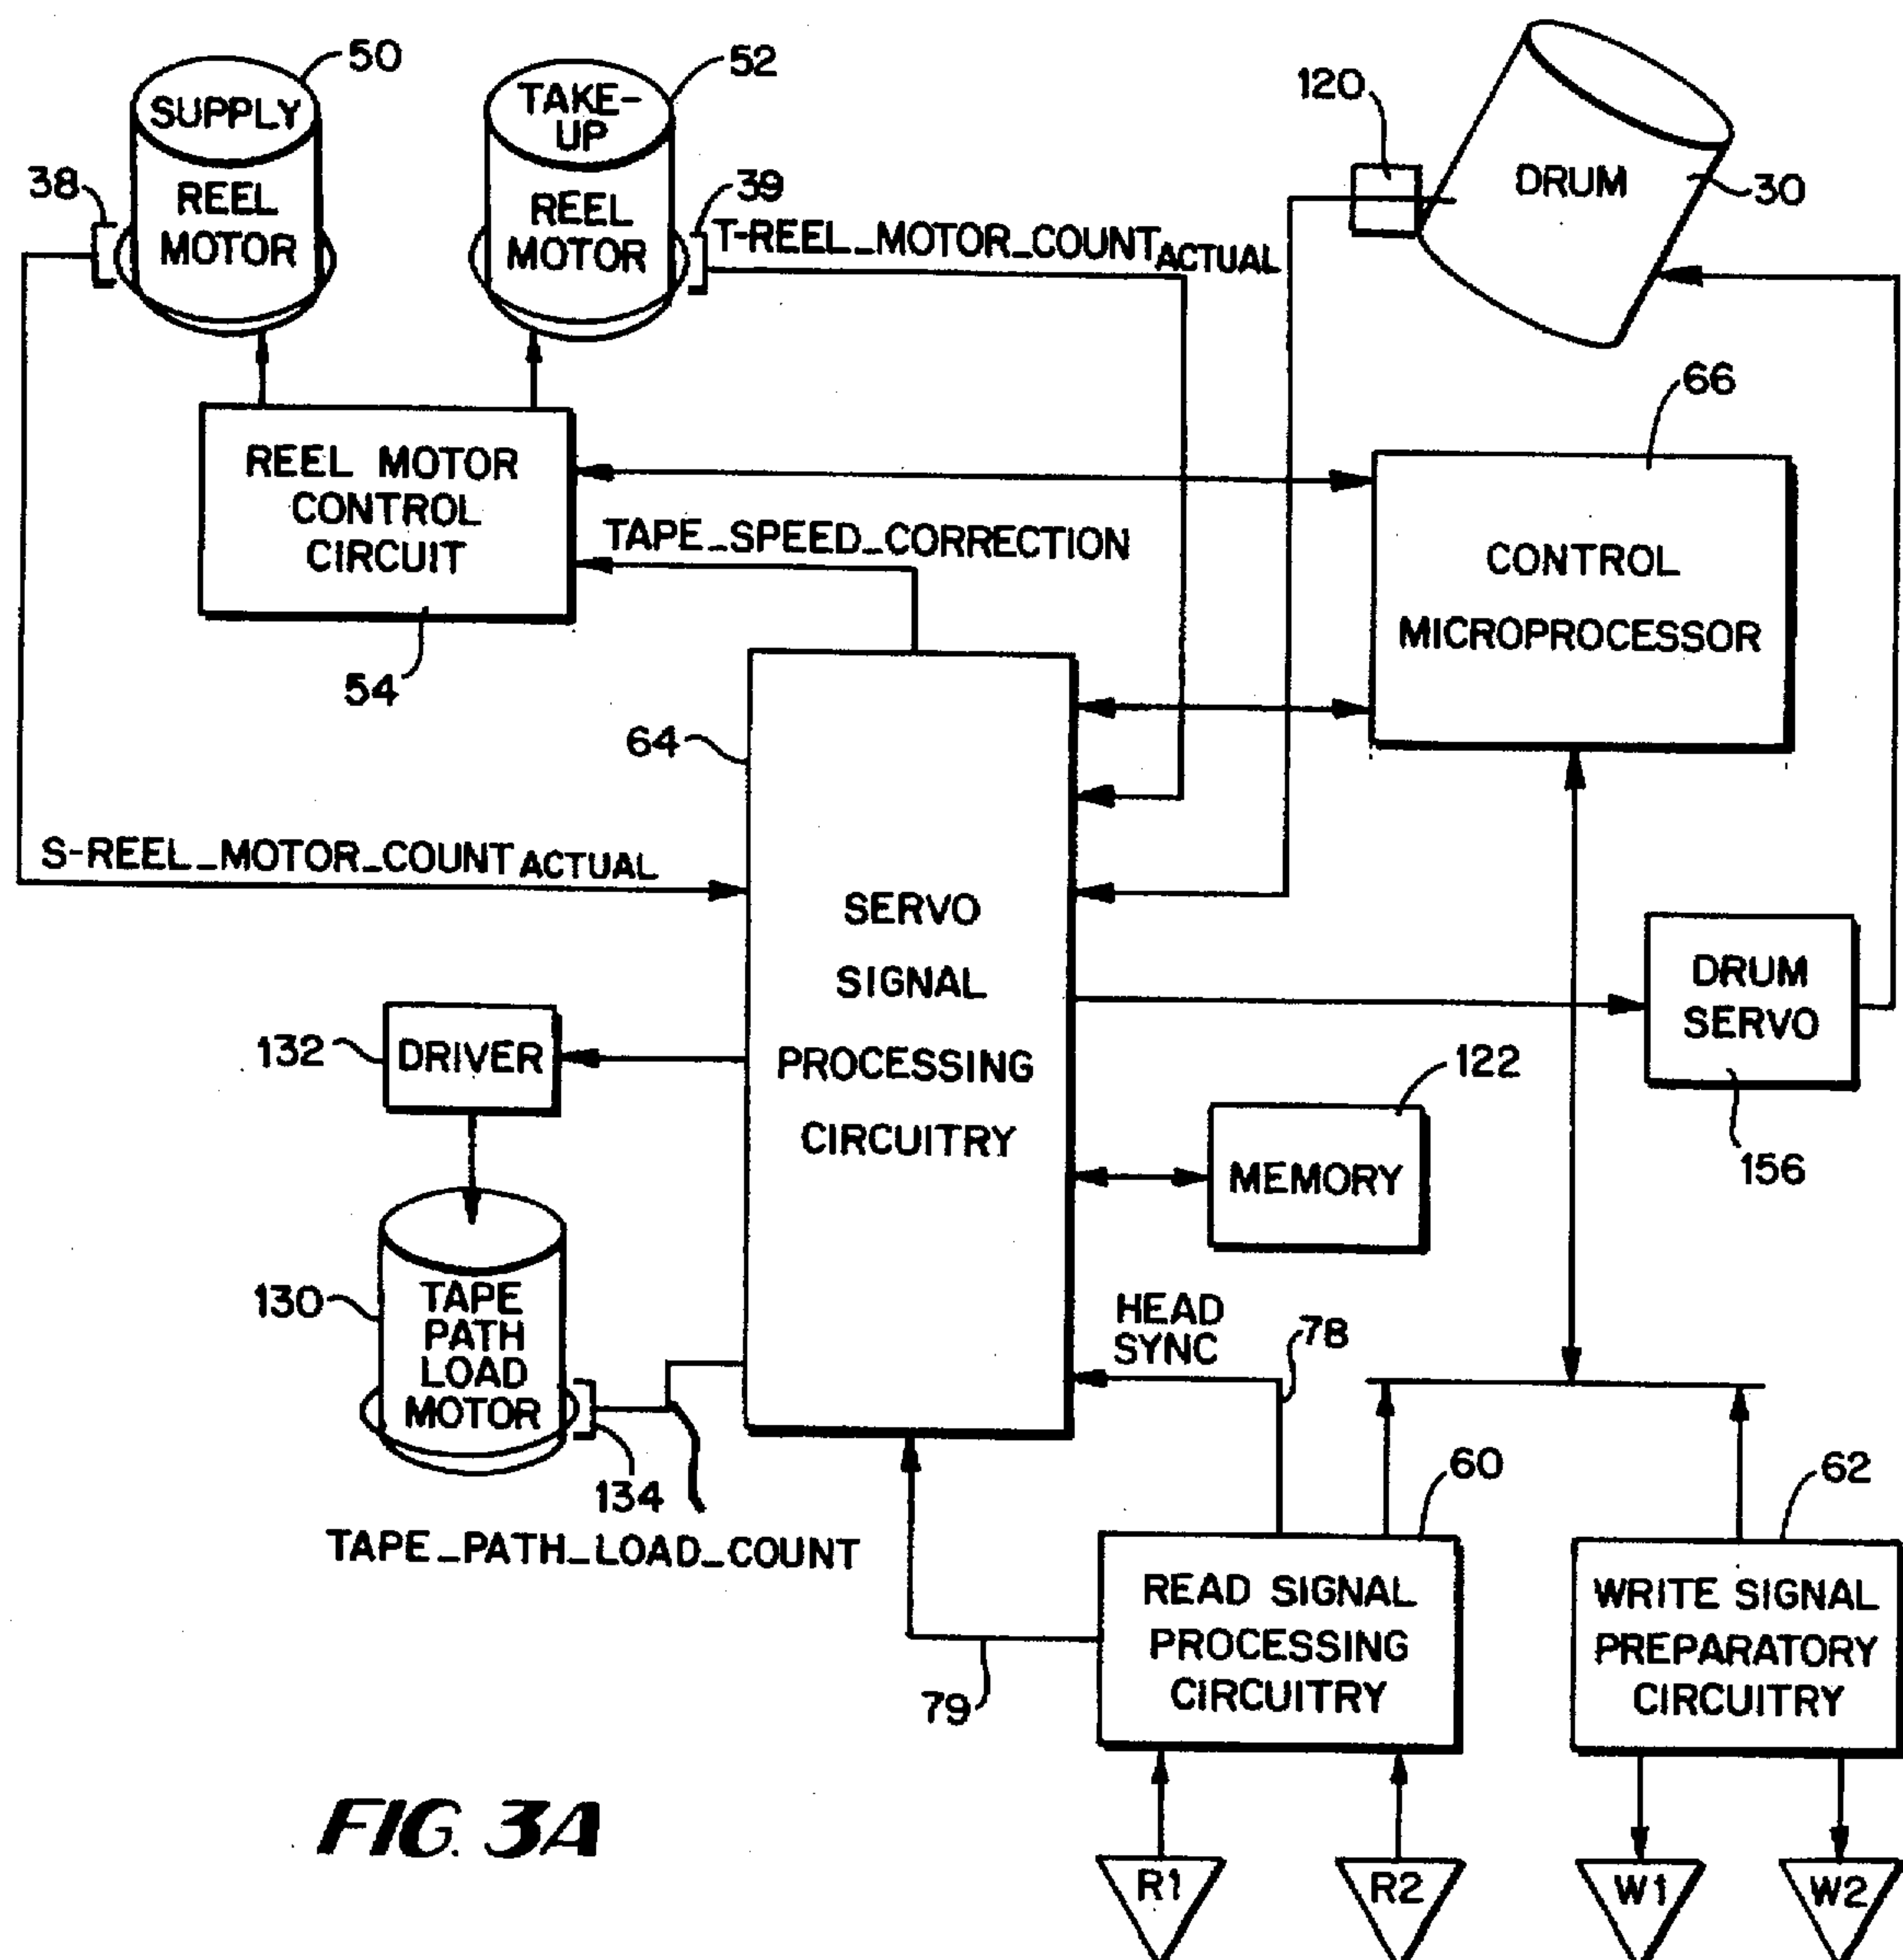 50
52
SUPPLY
TAKE-
UP
120
38
REEL
MOTOR
REEL
MOTOR
39
T-REEL_MOTOR_COUNT ACTUAL
DRUM
30
66
REEL MOTOR
CONTROL
CIRCUIT
TAPE_SPEED_CORRECTION
CONTROL
MICROPROCESSOR
54
64
S-REEL_MOTOR_COUNT ACTUAL
SERVO
SIGNAL
PROCESSING
CIRCUITRY
DRUM
SERVO
156
132
DRIVER
122
MEMORY
130
TAPE
PATH
LOAD
MOTOR
HEAD
SYNC
78
134
TAPE_PATH_LOAD_COUNT
60
62
READ SIGNAL
PROCESSING
CIRCUITRY
WRITE SIGNAL
PREPARATORY
CIRCUITRY
79
FIG. 3A
R1
R2
W1
W2